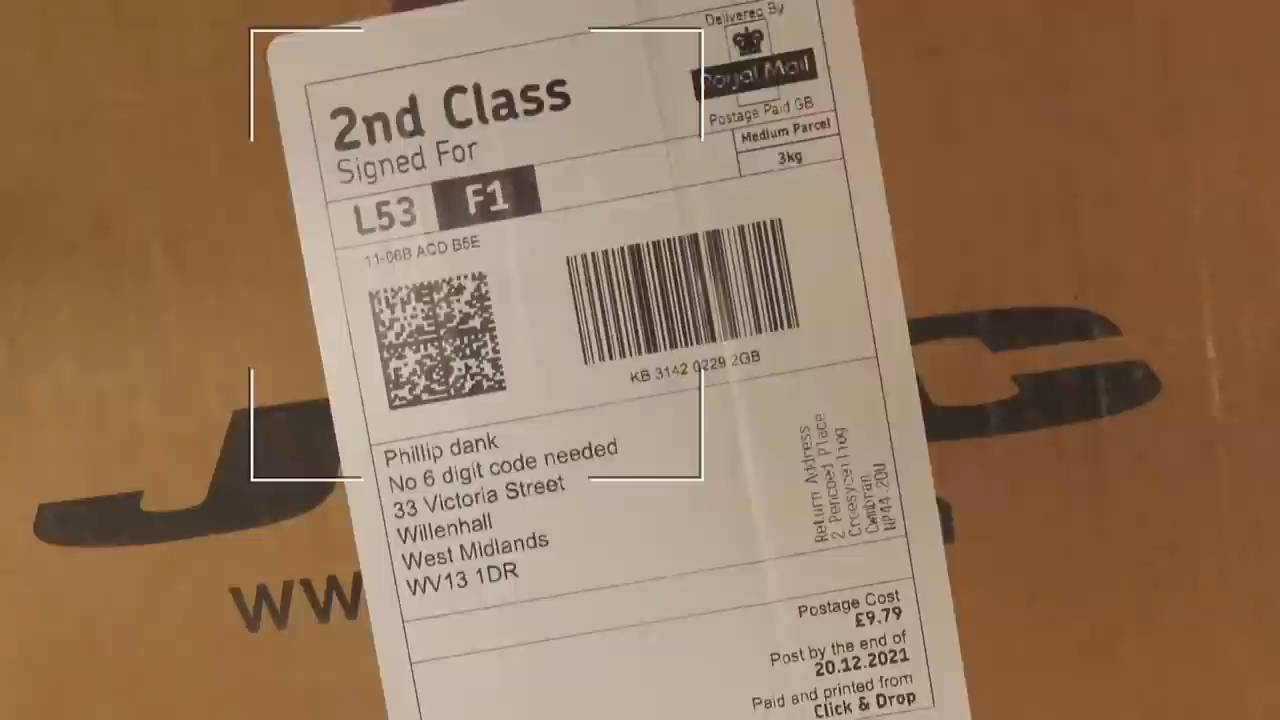 Delivered By
Royal Mail
Postage Paid GB
2nd Class
Signed For
Medium Parcel
3kg
L53 F1
11-06B ACD B5E
KB 3142 0229 2GB
Phillip dank
No 6 digit code needed
33 Victoria Street
Willenhall
West Midlands
WV13 1DR
Return Address
2 Pencoed Place
Croesyceiliog
Cwmbran
NP44 2DU
Postage Cost
£9.79
Post by the end of
20.12.2021
Paid and printed from
Click & Drop